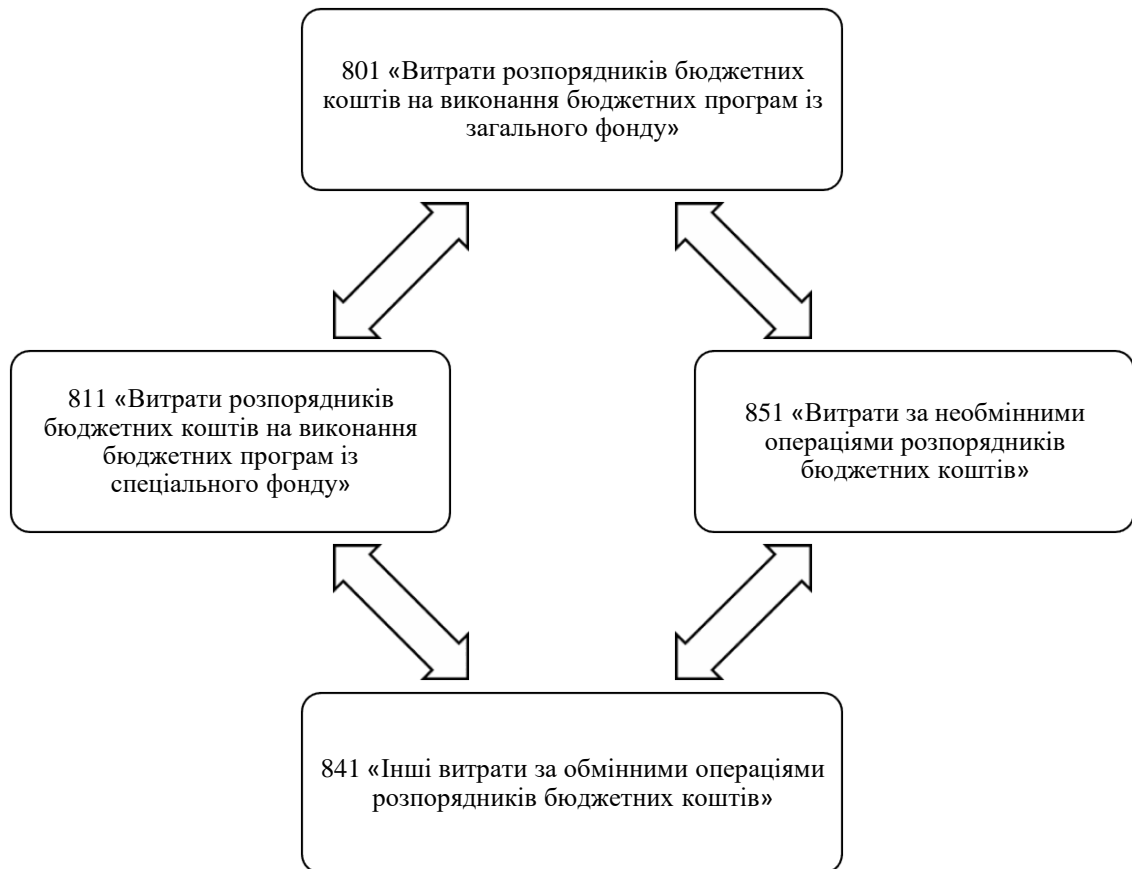 801 «Витрати розпорядників бюджетних
коштів на виконання бюджетних програм із
загального фонду»
811 «Витрати розпорядників
бюджетних коштів на виконання
бюджетних програм із
спеціального фонду»
851 «Витрати за необмінними
операціями розпорядників
бюджетних коштів»
841 «Інші витрати за обмінними операціями
розпорядників бюджетних коштів»